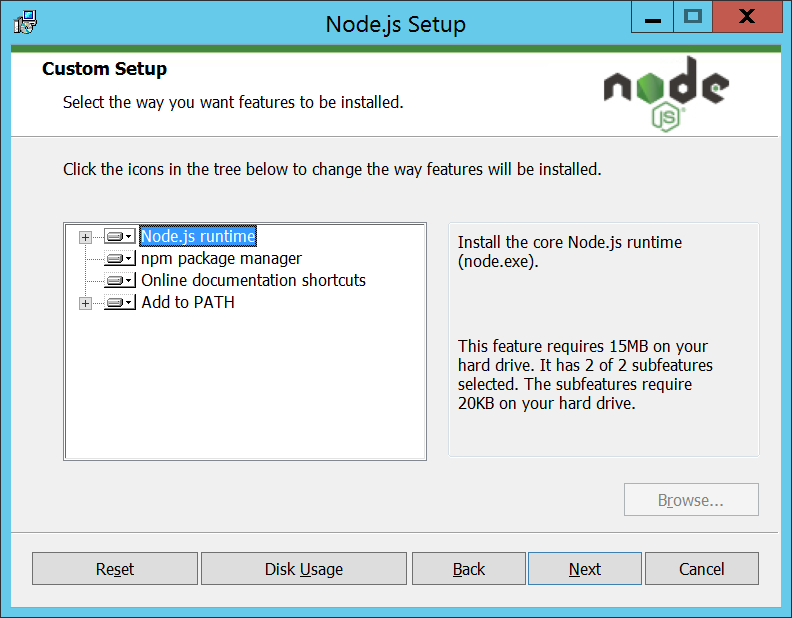 Node.js Setup
Custom Setup
Select the way you want features to be installed.
node
JS
Click the icons in the tree below to change the way features will be installed.
Node.js runtime
npm package manager
Online documentation shortcuts
Add to PATH
Install the core Node.js runtime
(node.exe).
This feature requires 15MB on your
hard drive. It has 2 of 2 subfeatures
selected. The subfeatures require
20KB on your hard drive.
Browse...
Reset
Disk Usage
Back
Next
Cancel